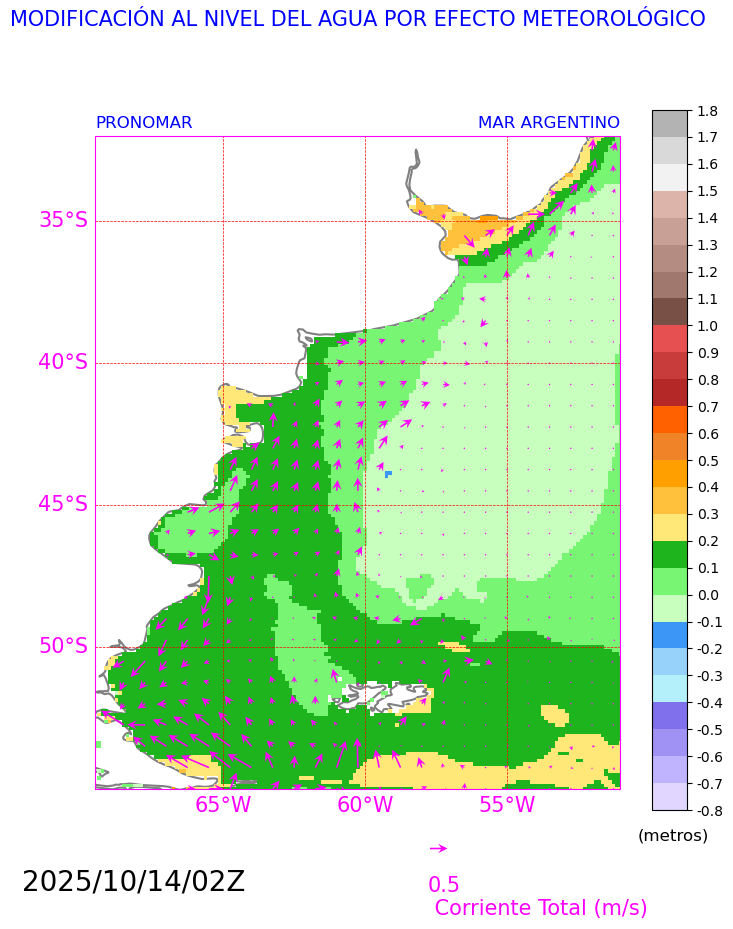 MODIFICACIÓN AL NIVEL DEL AGUA POR EFECTO METEOROLÓGICO
PRONOMAR MAR ARGENTINO
1.8
1.7
1.6
1.5
1.4
1.3
1.2
1.1
1.0
0.9
0.8
0.7
0.6
0.5
0.4
0.3
0.2
0.1
0.0
-0.1
-0.2
-0.3
-0.4
-0.5
-0.6
-0.7
-0.8
(metros)
35°S
40°S
45°S
50°S
65°W 60°W 55°W
2025/10/14/02Z
0.5
Corriente Total (m/s)